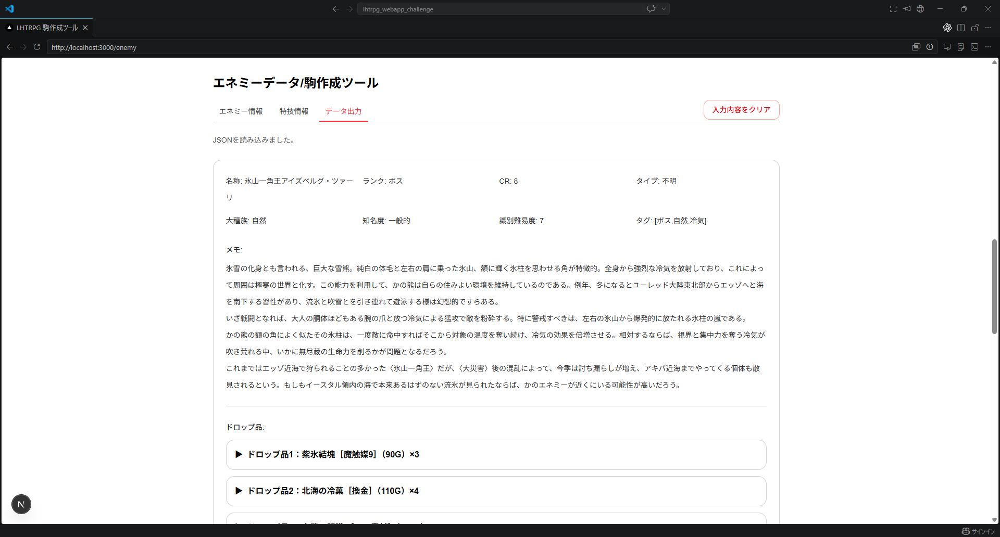 lhtrpg_webapp_challenge
LHTRPG 駒作成ツール
http://localhost:3000/enemy
エネミーデータ/駒作成ツール
エネミー情報 特技情報 データ出力 入力内容をクリア
JSONを読み込みました。
名称: 氷山一角王アイズベルグ・ツァー ランク: ボス CR: 8 タイプ: 不明
リ
大種族: 自然 知名度: 一般的 識別難易度: 7 タグ: [ボス,自然,冷気]
メモ:
氷雪の化身とも言われる、巨大な雪熊。純白の体毛と左右の肩に乗った氷山、額に輝く氷柱を思わせる角が特徴的。全身から強烈な冷気を放射しており、これによっ
て周囲は極寒の世界と化す。この能力を利用して、かの熊は自らの住みよい環境を維持しているのである。例年、冬になるとユーレッド大陸東北部からエッゾへと海
を南下する習性があり、流氷と吹雪とを引き連れて遊泳する様は幻想的ですらある。
いざ戦闘となれば、大人の胴体ほどもある腕の爪と放つ冷気による猛攻で敵を粉砕する。特に警戒すべきは、左右の氷山から爆発的に放たれる氷柱の嵐である。
かの熊の額の角によく似たその氷柱は、一度敵に命中すればそこから対象の温度を奪い続け、冷気の効果を倍増させる。相対するならば、視界と集中力を奪う冷気が
吹き荒れる中、いかに無尽蔵の生命力を削るかが問題となるだろう。
これまではエッゾ近海で狩られることの多かった〈氷山一角王〉だが、〈大災害〉後の混乱によって、今季は討ち漏らしが増え、アキバ近海までやってくる個体も散
見されるという。もしもイースタル領内の海で本来あるはずのない流氷が見られたならば、かのエネミーが近くにいる可能性が高いだろう。
ドロップ品:
▶ ドロップ品1：紫氷結塊［魔触媒9］（90G）×3
▶ ドロップ品2：北海の冷菓［換金］（110G）×4
N
サインイン